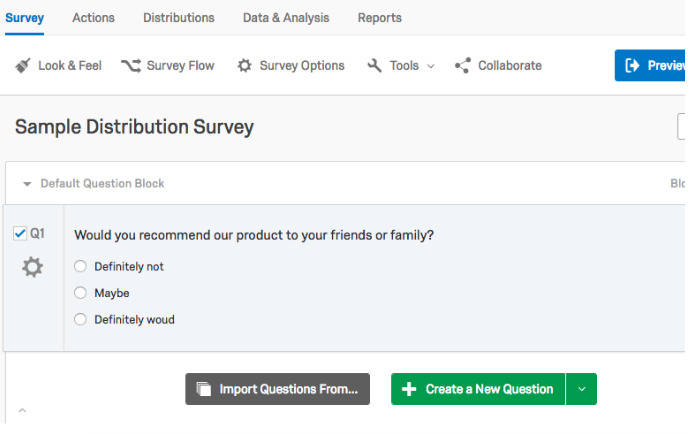 Survey Actions Distributions Data & Analysis Reports
Look & Feel Survey Flow Survey Options Tools Collaborate Preview
Sample Distribution Survey
Default Question Block Blo
Q1 Would you recommend our product to your friends or family?
Definitely not
Maybe
Definitely woud
Import Questions From... Create a New Question